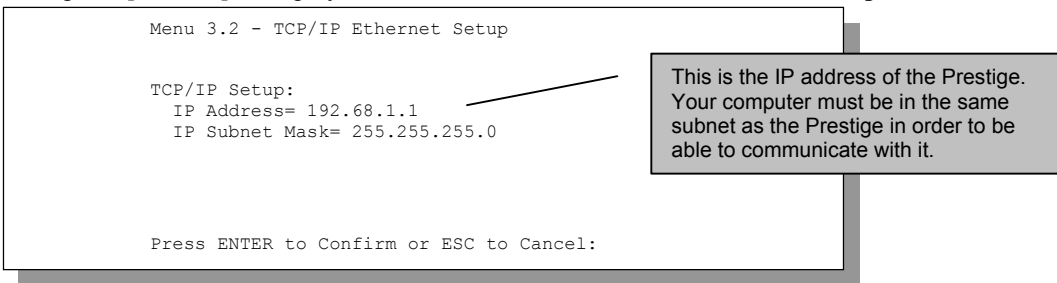 Menu 3.2 - TCP/IP Ethernet Setup
TCP/IP Setup:
IP Address= 192.68.1.1
IP Subnet Mask= 255.255.255.0
This is the IP address of the Prestige.
Your computer must be in the same
subnet as the Prestige in order to be
able to communicate with it.
Press ENTER to Confirm or ESC to Cancel: